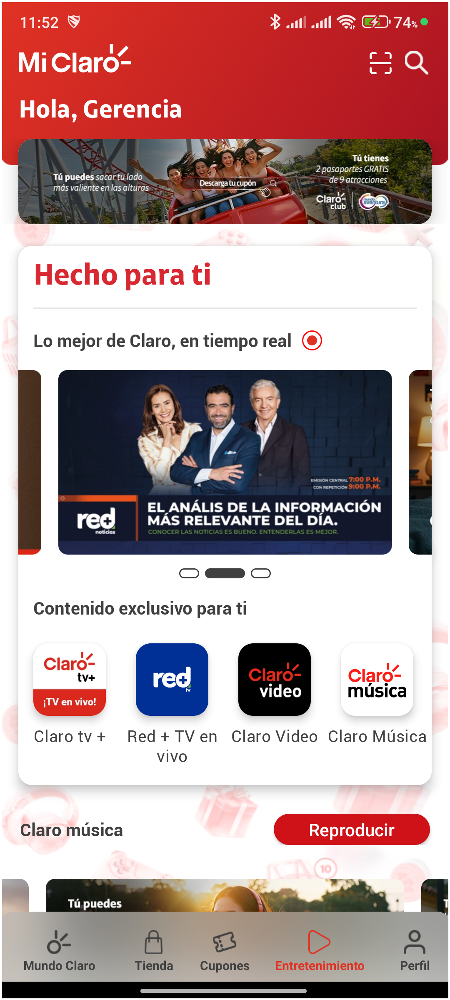 11:52
74%
Mi Claro
Hola, Gerencia
Tú puedes sacar tu lado
más valiente en las alturas
Descarga tu cupón
Tú tienes
2 pasaportes GRATIS
de 9 atracciones
Claro
club
mundo
aventura
Hecho para ti
Lo mejor de Claro, en tiempo real
EMISIÓN CENTRAL 7:00 P.M.
CON REPETICIÓN 9:00 P.M.
red+
noticias
EL ANÁLIS DE LA INFORMACIÓN
MÁS RELEVANTE DEL DÍA.
CONOCER LAS NOTICIAS ES BUENO. ENTENDERLAS ES MEJOR.
Contenido exclusivo para ti
Claro
tv+
¡TV en vivo!
red+
tv
Claro
video
Claro
música
Claro tv +
Red + TV en
vivo
Claro Video
Claro Música
Claro música
Reproducir
10
Tú puedes
Mundo Claro
Tienda
Cupones
Entretenimiento
Perfil